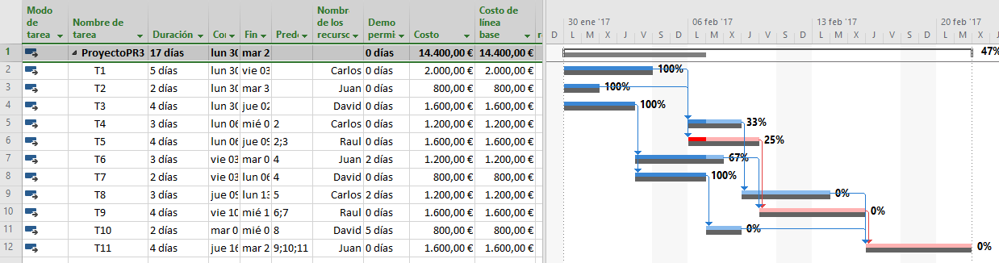 Modo de tarea Nombre de tarea Duración Co Fin Pred Nombr de los recurso Demo permi Costo Costo de línea base
30 ene '17 06 feb '17 13 feb '17 20 feb '17
D L M X J V S D L M X J V S D L M X J V S D L M X J
1 ProyectoPR3 17 días lun 30 mar 2 0 días 14.400,00 € 14.400,00 € 47%
2 T1 5 días lun 30 vie 03 Carlos 0 días 2.000,00 € 2.000,00 € 100%
3 T2 2 días lun 30 mar 3 Juan 0 días 800,00 € 800,00 € 100%
4 T3 4 días lun 30 jue 02 David 0 días 1.600,00 € 1.600,00 € 100%
5 T4 3 días lun 06 mié 0 2 Carlos 0 días 1.200,00 € 1.200,00 € 33%
6 T5 4 días lun 06 jue 09 2;3 Raul 0 días 1.600,00 € 1.600,00 € 25%
7 T6 3 días vie 03 mar 0 4 Juan 2 días 1.200,00 € 1.200,00 € 67%
8 T7 2 días vie 03 lun 06 4 David 0 días 800,00 € 800,00 € 100%
9 T8 3 días jue 09 lun 13 5 Carlos 2 días 1.200,00 € 1.200,00 € 0%
10 T9 4 días vie 10 mié 1 6;7 Raul 0 días 1.600,00 € 1.600,00 € 0%
11 T10 2 días mar 0 mié 0 8 David 5 días 800,00 € 800,00 € 0%
12 T11 4 días jue 16 mar 2 9;10;11 Juan 0 días 1.600,00 € 1.600,00 € 0%